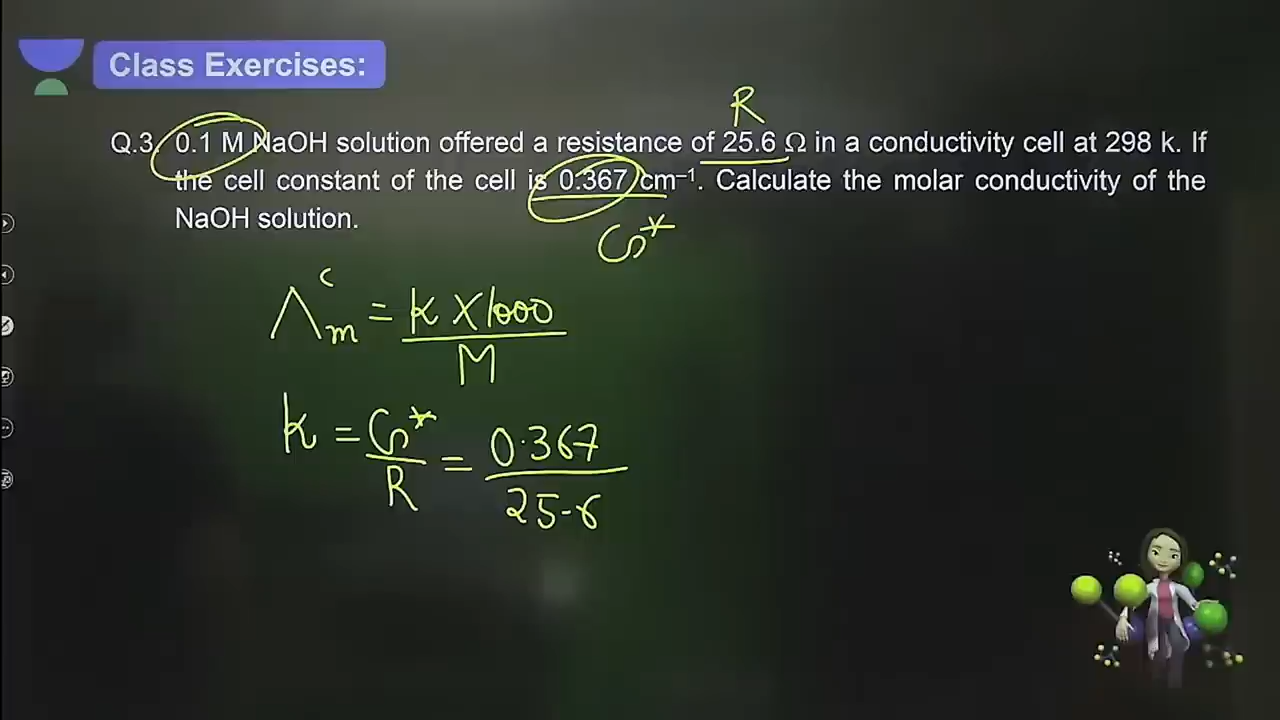 Class Exercises:
R
Q.3. 0.1 M NaOH solution offered a resistance of 25.6 Ω in a conductivity cell at 298 k. If
the cell constant of the cell is 0.367 cm⁻¹. Calculate the molar conductivity of the
NaOH solution.
G*
Λᶜₘ = k X 1000 / M
k = G* / R = 0.367 / 25.6